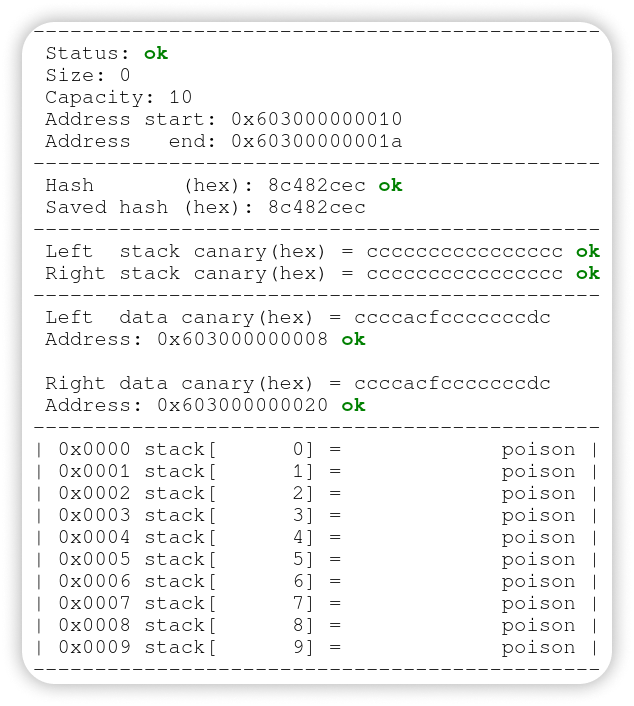 -----------------------------------------------
Status: ok
Size: 0
Capacity: 10
Address start: 0x603000000010
Address   end: 0x60300000001a
-----------------------------------------------
Hash       (hex): 8c482cec ok
Saved hash (hex): 8c482cec
-----------------------------------------------
Left  stack canary(hex) = cccccccccccccccc ok
Right stack canary(hex) = cccccccccccccccc ok
-----------------------------------------------
Left  data canary(hex) = ccccacfcccccccdc
Address: 0x603000000008 ok
Right data canary(hex) = ccccacfcccccccdc
Address: 0x603000000020 ok
-----------------------------------------------
| 0x0000 stack[      0] =             poison |
| 0x0001 stack[      1] =             poison |
| 0x0002 stack[      2] =             poison |
| 0x0003 stack[      3] =             poison |
| 0x0004 stack[      4] =             poison |
| 0x0005 stack[      5] =             poison |
| 0x0006 stack[      6] =             poison |
| 0x0007 stack[      7] =             poison |
| 0x0008 stack[      8] =             poison |
| 0x0009 stack[      9] =             poison |
-----------------------------------------------